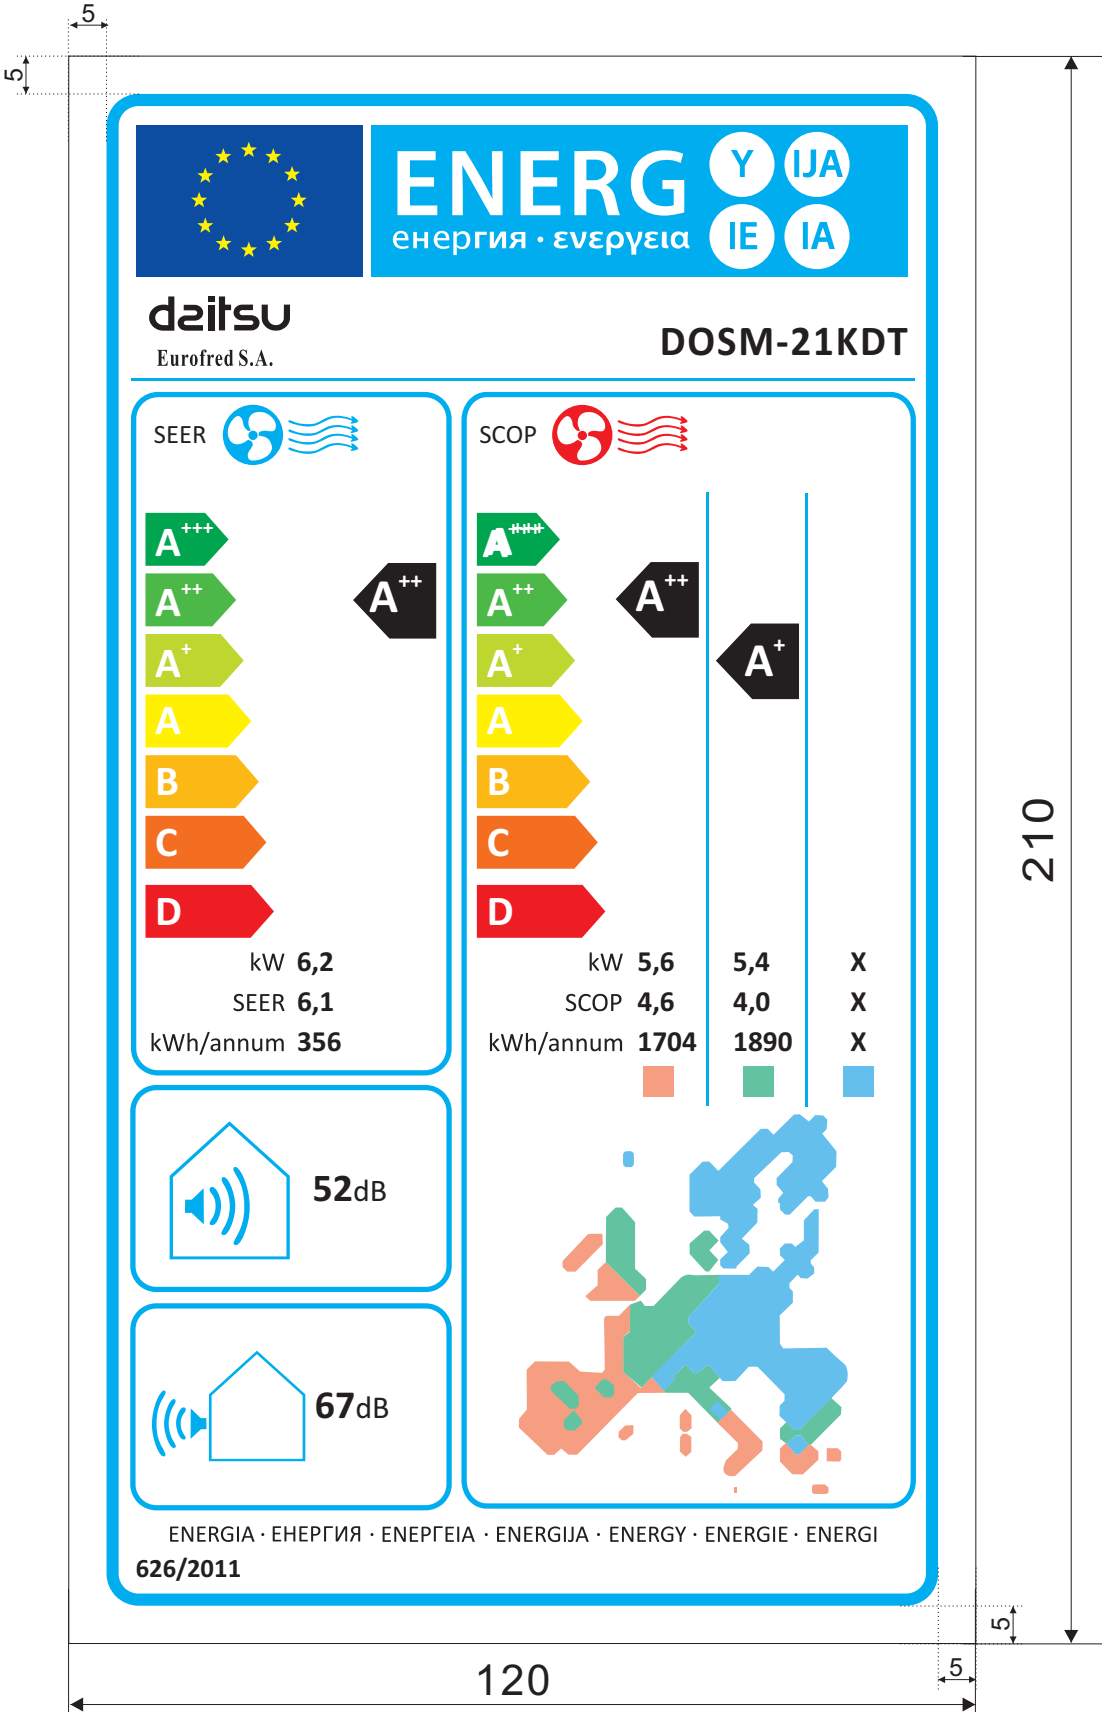 5
5
ENERG Y IJA
енергия · ενεργεια IE IA
daitsu
Eurofred S.A.
DOSM-21KDT
SEER
A+++
A++
A+
A
B
C
D
A++
kW 6,2
SEER 6,1
kWh/annum 356
SCOP
A++++
A++
A+
A
B
C
D
A++
A+
kW 5,6 5,4 X
SCOP 4,6 4,0 X
kWh/annum 1704 1890 X
52dB
67dB
ENERGIA · ЕНЕРГИЯ · ΕΝΕΡΓΕΙΑ · ENERGIJA · ENERGY · ENERGIE · ENERGI
626/2011
210
5
5
120